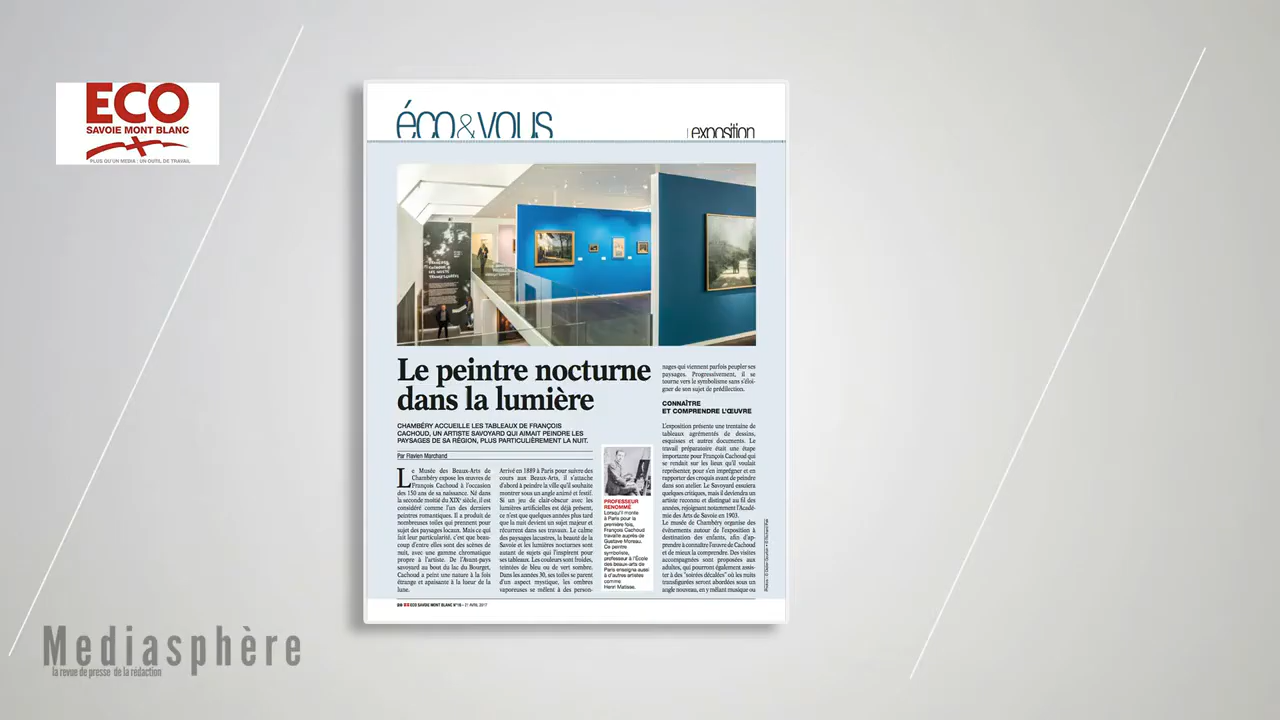 ECO
SAVOIE MONT BLANC
PLUS QU'UN MEDIA : UN OUTIL DE TRAVAIL
éco&vous
exposition
Le peintre nocturne
dans la lumière
CHAMBÉRY ACCUEILLE LES TABLEAUX DE FRANÇOIS
CACHOUD, UN ARTISTE SAVOYARD QUI AIMAIT PEINDRE LES
PAYSAGES DE SA RÉGION, PLUS PARTICULIÈREMENT LA NUIT.
Par Flavien Marchand
Le Musée des Beaux-Arts de
Chambéry expose les œuvres de
François Cachoud à l'occasion
des 150 ans de sa naissance. Né dans
la seconde moitié du XIXe siècle, il est
considéré comme l'un des derniers
peintres romantiques. Il a produit de
nombreuses toiles qui prennent pour
sujet des paysages locaux. Mais ce qui
fait leur particularité, c'est que beau-
coup d'entre elles sont des scènes de
nuit, avec une gamme chromatique
propre à l'artiste. De l'Avant-pays
savoyard au bout du lac du Bourget,
Cachoud a peint une nature à la fois
étrange et apaisante à la lueur de la
lune.
Arrivé en 1889 à Paris pour suivre des
cours aux Beaux-Arts, il s'attache
d'abord à peindre la ville qu'il souhaite
montrer sous un angle animé et festif.
Si un jeu de clair-obscur avec les
lumières artificielles est déjà présent,
ce n'est que quelques années plus tard
que la nuit devient un sujet majeur et
récurrent dans ses travaux. Le calme
des paysages lacustres, la beauté de la
Savoie et les lumières nocturnes sont
autant de sujets qui l'inspirent pour
ses tableaux. Les couleurs sont froides,
teintées de bleu ou de vert sombre.
Dans les années 30, ses toiles se parent
d'un aspect mystique, les ombres
vaporeuses se mêlent à des person-
PROFESSEUR
RENOMMÉ
Lorsqu'il monte
à Paris pour la
première fois,
François Cachoud
travaille auprès de
Gustave Moreau.
Ce peintre
symboliste,
professeur à l'École
des beaux-arts de
Paris enseigna aussi
à d'autres artistes
comme
Henri Matisse.
nages qui viennent parfois peupler ses
paysages. Progressivement, il se
tourne vers le symbolisme sans s'éloi-
gner de son sujet de prédilection.
CONNAÎTRE
ET COMPRENDRE L'ŒUVRE
L'exposition présente une trentaine de
tableaux agrémentés de dessins,
esquisses et autres documents. Le
travail préparatoire était une étape
importante pour François Cachoud qui
se rendait sur les lieux qu'il voulait
représenter, pour s'en imprégner et en
rapporter des croquis avant de peindre
dans son atelier. Le Savoyard essuiera
quelques critiques, mais il deviendra un
artiste reconnu et distingué au fil des
années, rejoignant notamment l'Acadé-
mie des Arts de Savoie en 1903.
Le musée de Chambéry organise des
événements autour de l'exposition à
destination des enfants, afin d'ap-
prendre à connaître l'œuvre de Cachoud
et de mieux la comprendre. Des visites
accompagnées sont proposées aux
adultes, qui pourront également assis-
ter à des "soirées décalées" où les nuits
transfigurées seront abordées sous un
angle nouveau, en y mêlant musique ou
ECO SAVOIE MONT BLANC N°16 - 21 AVRIL 2017
Mediasphère
la revue de presse de la rédaction